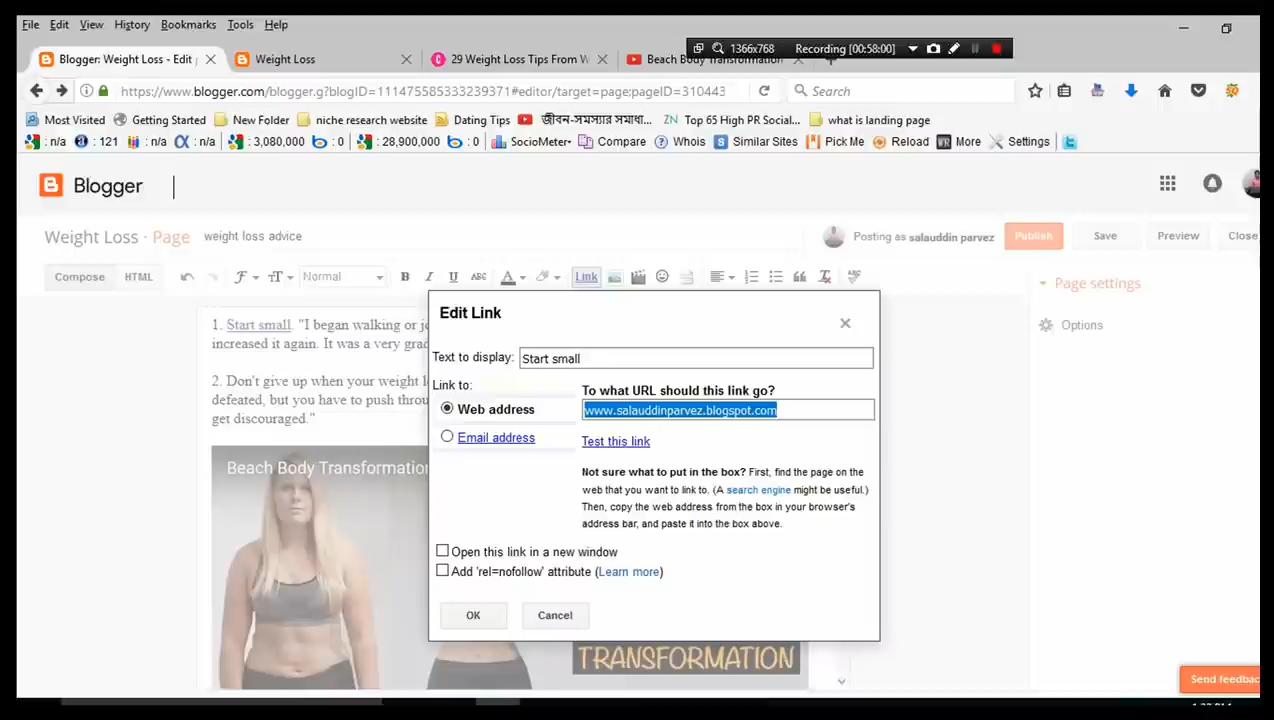 File Edit View History Bookmarks Tools Help
1366x768 Recording [00:58:00]
Blogger: Weight Loss - Edit Weight Loss 29 Weight Loss Tips From W Beach Body Transformation
https://www.blogger.com/blogger.g?blogID=1114755853332239371#editor/target=page;pageID=310443 Search
Most Visited Getting Started New Folder niche research website Dating Tips জীবন-সমস্যার সমাধা... ZN Top 65 High PR Social... what is landing page
: n/a : 121 : n/a : n/a : 3,080,000 : 0 : 28,900,000 : 0 SocioMeter Compare Whois Similar Sites Pick Me Reload More Settings
Blogger
Weight Loss · Page weight loss advice Posting as salauddin parvez Publish Save Preview Close
Compose HTML Normal B I U ABC A Link
Page settings
Options
1. Start small. "I began walking or jo
increased it again. It was a very grad
2. Don't give up when your weight l
defeated, but you have to push throu
get discouraged."
Beach Body Transformation
TRANSFORMATION
Edit Link
Text to display: Start small
Link to:
To what URL should this link go?
Web address www.salauddinparvez.blogspot.com
Email address Test this link
Not sure what to put in the box? First, find the page on the
web that you want to link to. (A search engine might be useful.)
Then, copy the web address from the box in your browser's
address bar, and paste it into the box above.
Open this link in a new window
Add 'rel=nofollow' attribute (Learn more)
OK Cancel
Send feedbac